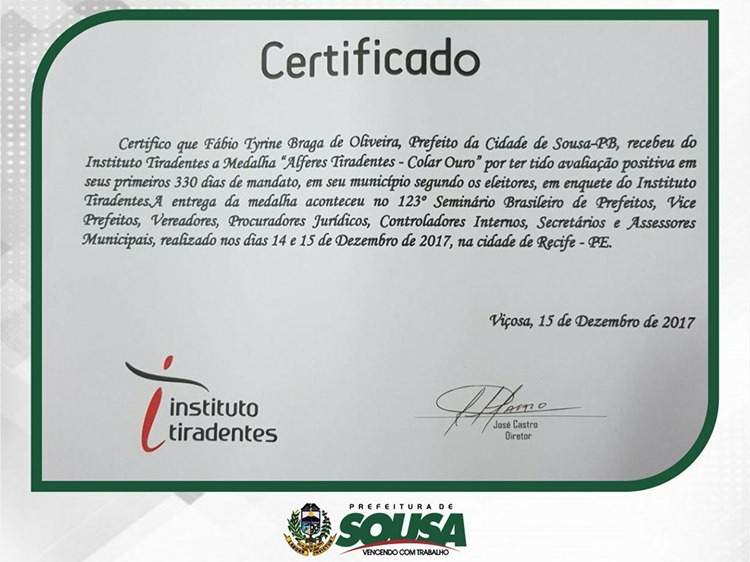 Certificado
Certifico que Fábio Tyrine Braga de Oliveira, Prefeito da Cidade de Sousa-PB, recebeu do
Instituto Tiradentes a Medalha "Alferes Tiradentes - Colar Ouro" por ter tido avaliação positiva em
seus primeiros 330 dias de mandato, em seu município segundo os eleitores, em enquete do Instituto
Tiradentes.A entrega da medalha aconteceu no 123º Seminário Brasileiro de Prefeitos, Vice
Prefeitos, Vereadores, Procuradores Jurídicos, Controladores Internos, Secretários e Assessores
Municipais, realizado nos dias 14 e 15 de Dezembro de 2017, na cidade de Recife - PE.
Viçosa, 15 de Dezembro de 2017
instituto
tiradentes
José Castro
Diretor
PREFEITURA DE
SOUSA
VENCENDO COM TRABALHO